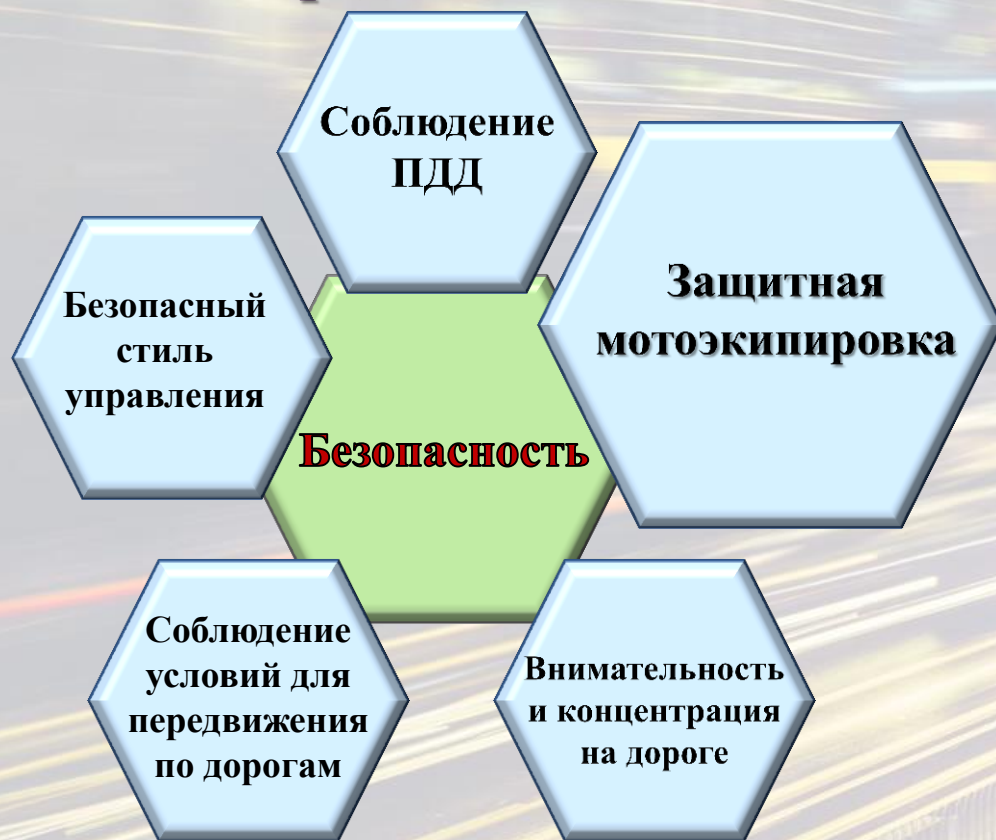 Соблюдение
ПДД
Защитная
мотоэкипировка
Безопасный
стиль
управления
Безопасность
Соблюдение
условий для
передвижения
по дорогам
Внимательность
и концентрация
на дороге